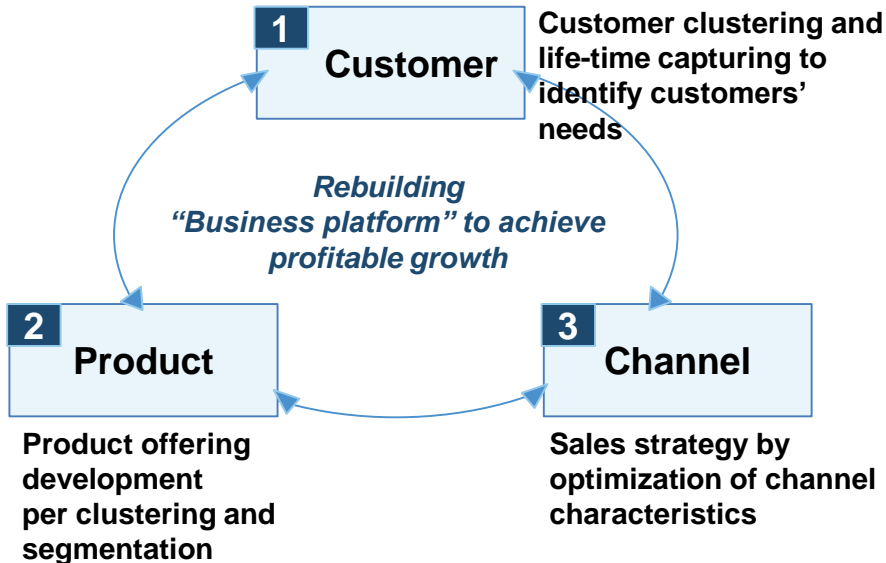 1
Customer
Customer clustering and
life-time capturing to
identify customers’
needs
Rebuilding
“Business platform” to achieve
profitable growth
2
Product
Product offering
development
per clustering and
segmentation
3
Channel
Sales strategy by
optimization of channel
characteristics